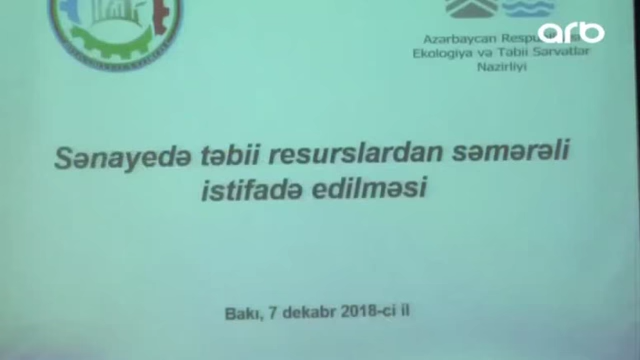 arb
Azərbaycan
Ekologiya və Təbii Sərvətlər
Nazirliyi
Sənayedə təbii resurslardan səmərəli
istifadə edilməsi
Bakı, 7 dekabr 2018-ci il